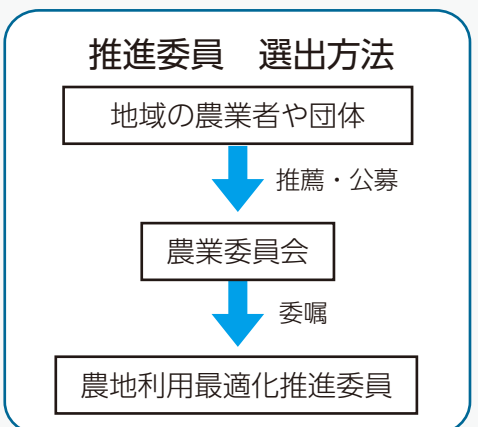 推進委員　選出方法
地域の農業者や団体
推薦・公募
農業委員会
委嘱
農地利用最適化推進委員